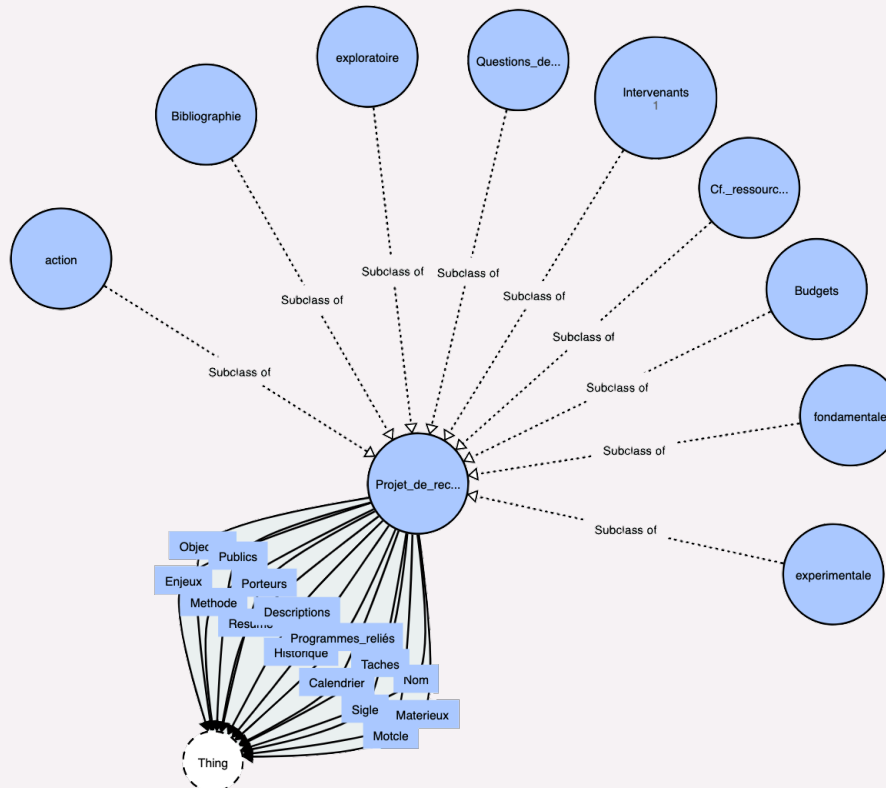 exploratoire
Questions_de...
Intervenants
1
Bibliographie
Cf._ressourc...
action
Budgets
fondamentale
experimentale
Subclass of
Subclass of
Subclass of
Subclass of
Subclass of
Subclass of
Subclass of
Subclass of
Subclass of
Projet_de_rec...
Publics
Enjeux
Porteurs
Methode
Descriptions
Resume
Programmes_reliés
Historique
Taches
Nom
Calendrier
Sigle
Materieux
Motcle
Thing